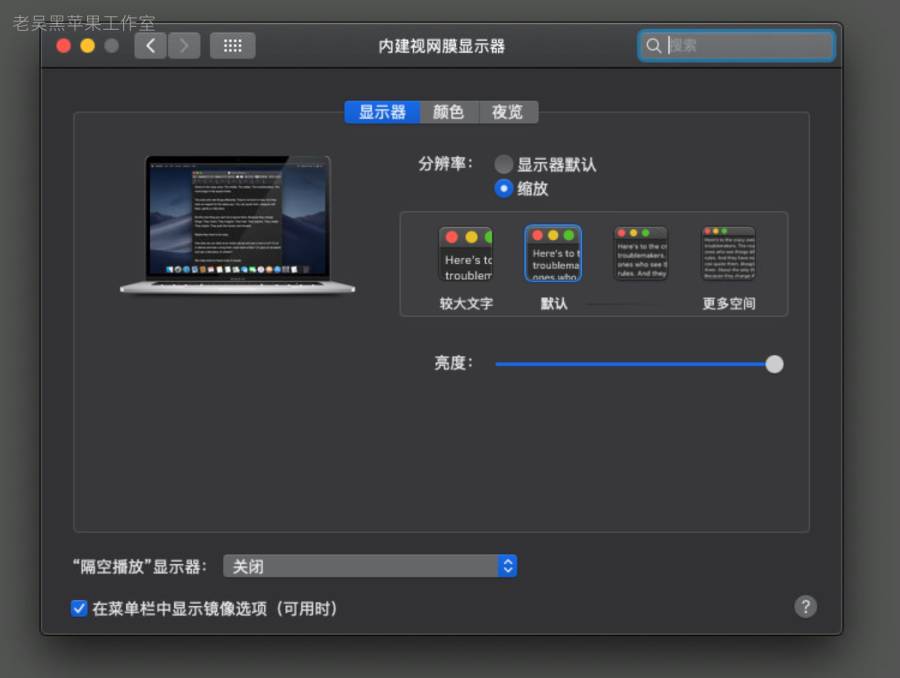 老吴黑苹果工作室
内建视网膜显示器
搜索
显示器 颜色 夜览
分辨率： 显示器默认
缩放
Here's to
troublem
Here's to t
troublema
ones who
Here's to the cr
troublemakers.
ones who see t
rules. And they
较大文字 默认 更多空间
亮度：
“隔空播放”显示器： 关闭
在菜单栏中显示镜像选项（可用时） ?